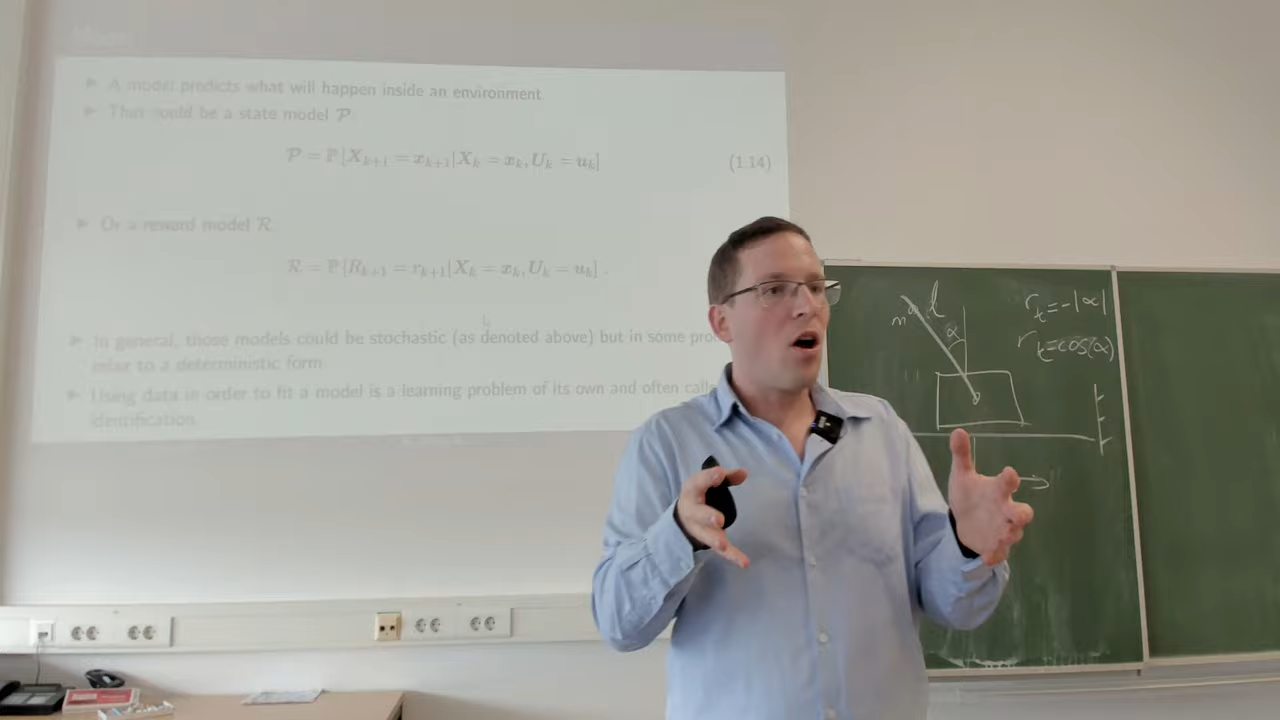 A model predicts what will happen inside an environment.
That could be a state model 𝒫:
𝒫 = ℙ [X_{k+1} = x_{k+1}|X_k = x_k, U_k = u_k]
(1.14)
Or a reward model ℛ:
ℛ = ℙ [R_{k+1} = r_{k+1}|X_k = x_k, U_k = u_k] .
In general, those models could be stochastic (as denoted above) but in some
to a deterministic form.
Using data in order to fit a model is a learning problem of its own and often
identification.
m
l
α
r_t=-|α|
r_t=cos(α)